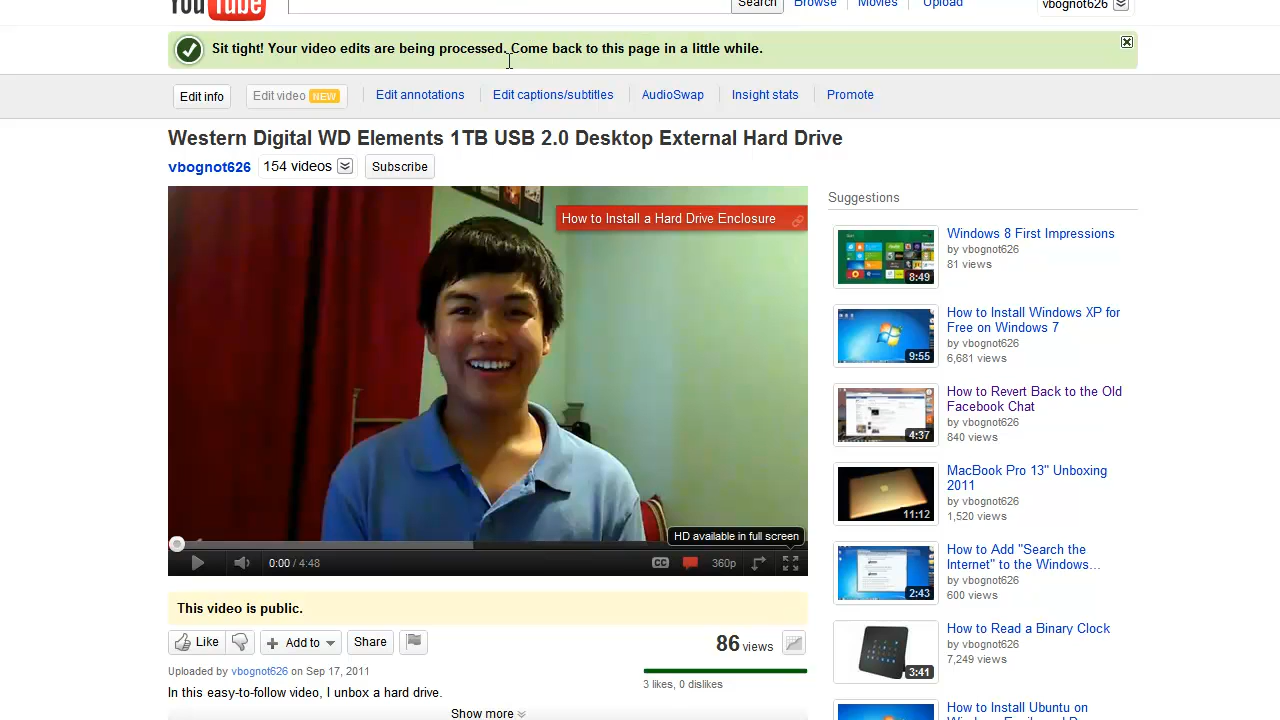 YouTube
Search
Browse
Movies
Upload
vbognot626
Sit tight! Your video edits are being processed. Come back to this page in a little while.
Edit info
Edit video NEW
Edit annotations
Edit captions/subtitles
AudioSwap
Insight stats
Promote
Western Digital WD Elements 1TB USB 2.0 Desktop External Hard Drive
vbognot626 154 videos Subscribe
How to Install a Hard Drive Enclosure
HD available in full screen
0:00 / 4:48
CC
360p
This video is public.
Like
Add to
Share
86 views
Uploaded by vbognot626 on Sep 17, 2011
3 likes, 0 dislikes
In this easy-to-follow video, I unbox a hard drive.
Show more
Suggestions
8:49
Windows 8 First Impressions
by vbognot626
81 views
9:55
How to Install Windows XP for
Free on Windows 7
by vbognot626
6,681 views
4:37
How to Revert Back to the Old
Facebook Chat
by vbognot626
840 views
11:12
MacBook Pro 13" Unboxing
2011
by vbognot626
1,520 views
2:43
How to Add "Search the
Internet" to the Windows...
by vbognot626
600 views
3:41
How to Read a Binary Clock
by vbognot626
7,249 views
How to Install Ubuntu on